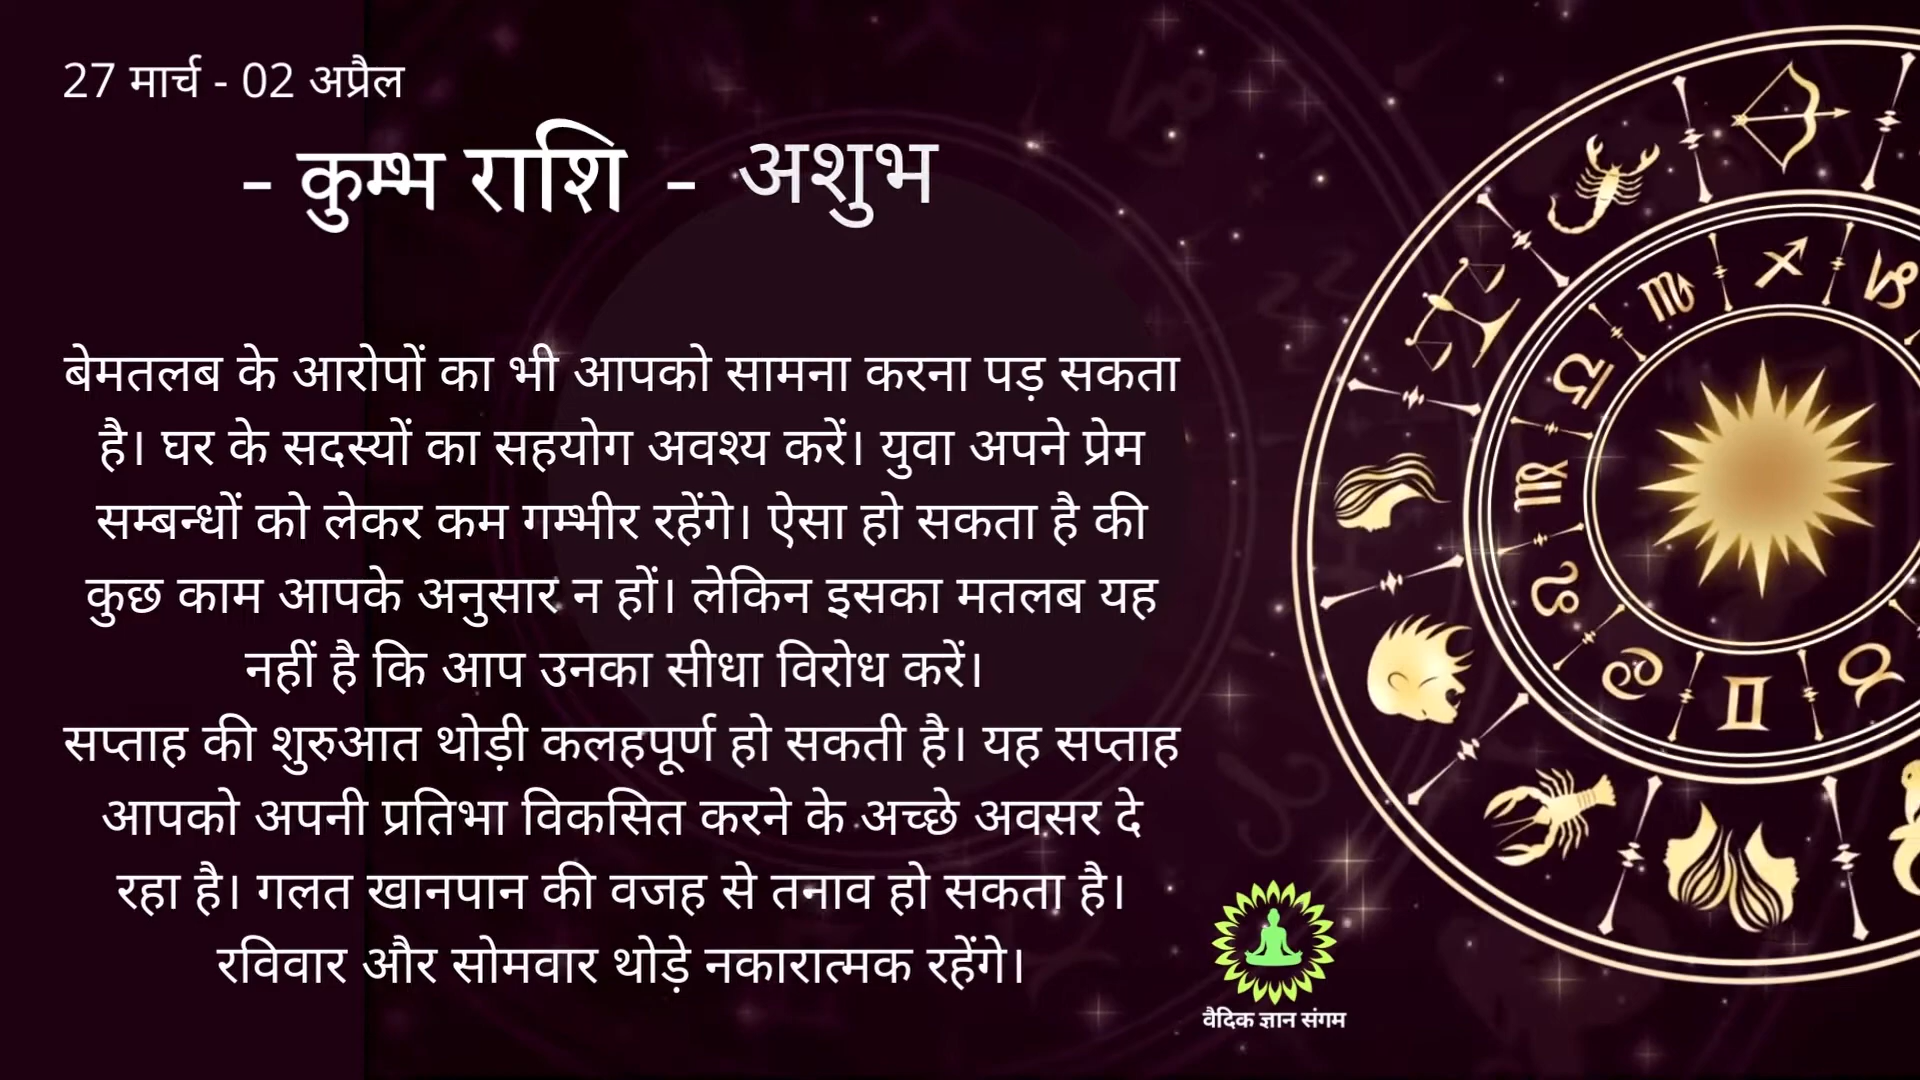 27 मार्च - 02 अप्रैल
- कुम्भ राशि - अशुभ
बेमतलब के आरोपों का भी आपको सामना करना पड़ सकता
है। घर के सदस्यों का सहयोग अवश्य करें। युवा अपने प्रेम
सम्बन्धों को लेकर कम गम्भीर रहेंगे। ऐसा हो सकता है की
कुछ काम आपके अनुसार न हों। लेकिन इसका मतलब यह
नहीं है कि आप उनका सीधा विरोध करें।
सप्ताह की शुरुआत थोड़ी कलहपूर्ण हो सकती है। यह सप्ताह
आपको अपनी प्रतिभा विकसित करने के अच्छे अवसर दे
रहा है। गलत खानपान की वजह से तनाव हो सकता है।
रविवार और सोमवार थोड़े नकारात्मक रहेंगे।
वैदिक ज्ञान संगम